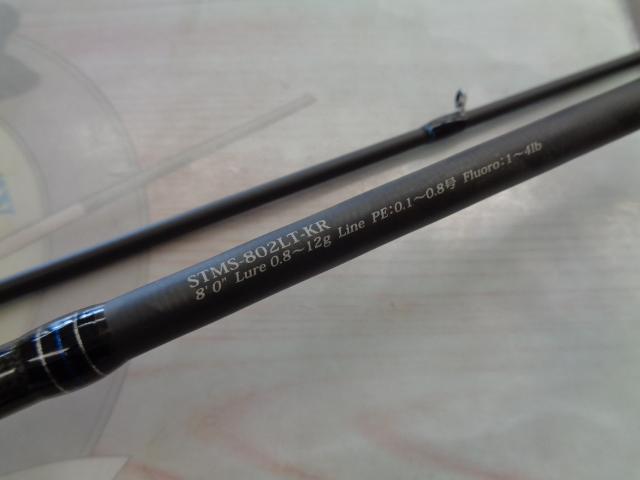 STMS-802LT-KR
8'0" Lure 0.8～12g Line PE:0.1～0.8号 Fluoro:1～4lb